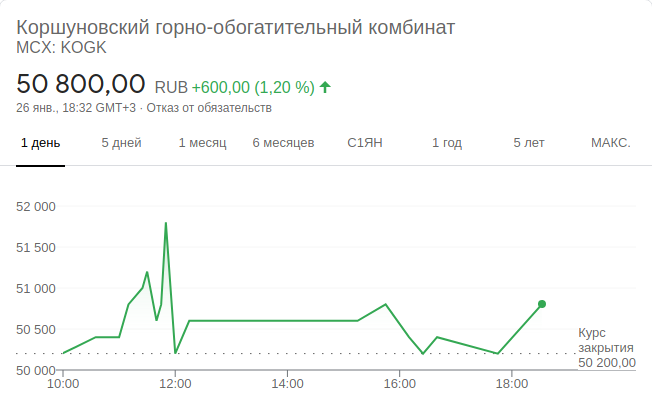 Коршуновский горно-обогатительный комбинат
MCX: KOGK
50 800,00 RUB +600,00 (1,20 %)
26 янв., 18:32 GMT+3 · Отказ от обязательств
1 день 5 дней 1 месяц 6 месяцев С1ЯН 1 год 5 лет МАКС.
52 000
51 500
51 000
50 500
50 000
Курс
закрытия
50 200,00
10:00 12:00 14:00 16:00 18:00